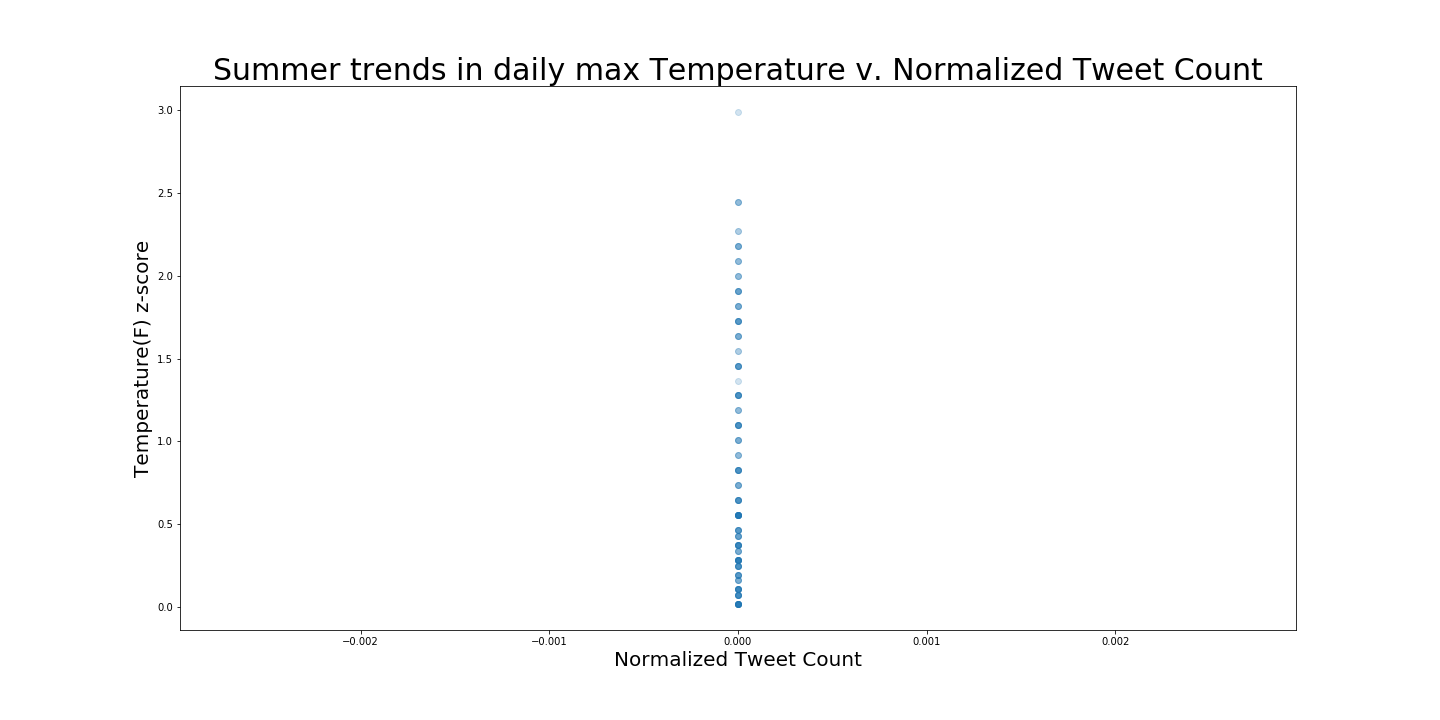 Summer trends in daily max Temperature v. Normalized Tweet Count
3.0
2.5
2.0
1.5
1.0
0.5
0.0
Temperature(F) z-score
−0.002 −0.001 0.000 0.001 0.002
Normalized Tweet Count